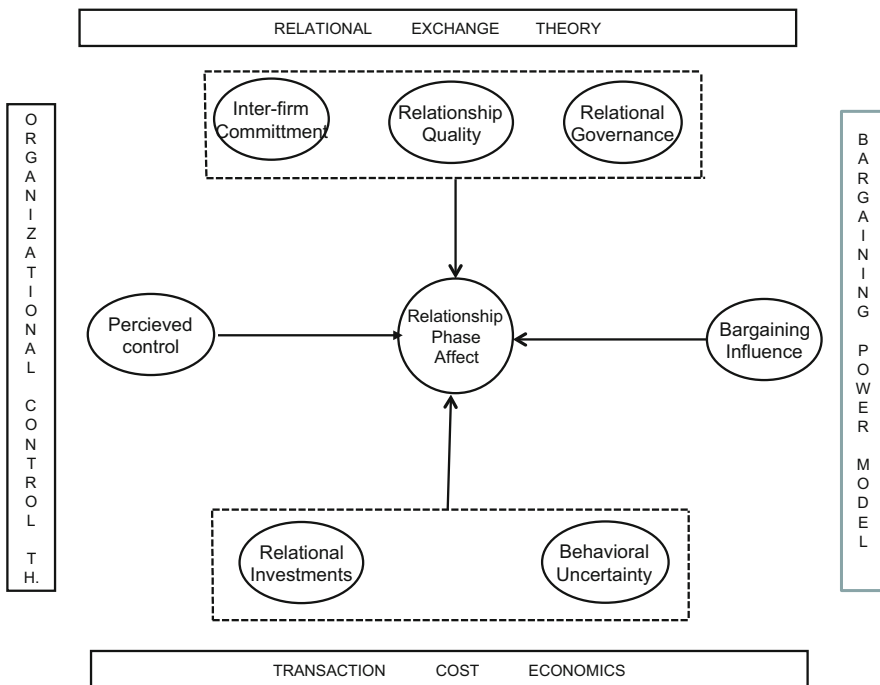 RELATIONAL EXCHANGE THEORY
Inter-firm
Committment
Relationship
Quality
Relational
Governance
ORGANIZATIONAL CONTROL TH.
BARGAINING POWER MODEL
Percieved
control
Relationship
Phase
Affect
Bargaining
Influence
Relational
Investments
Behavioral
Uncertainty
TRANSACTION COST ECONOMICS